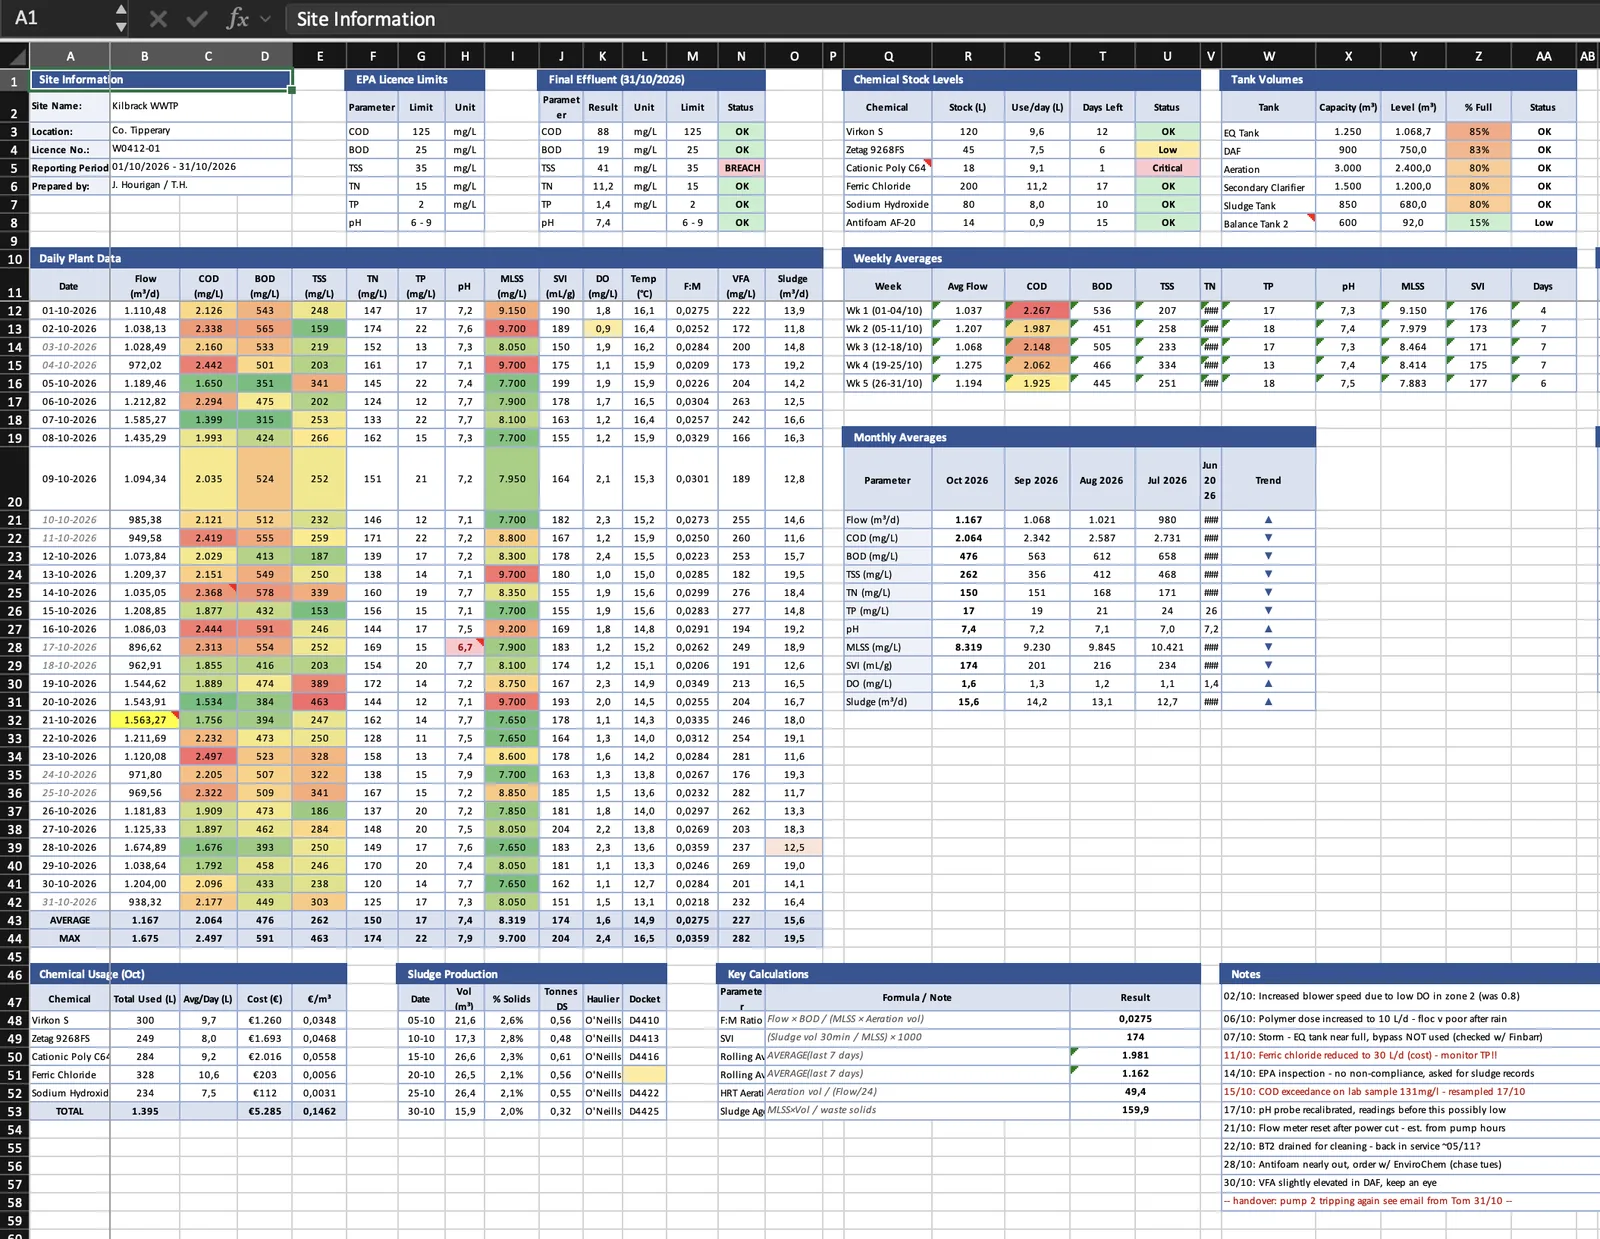 A1 fx Site Information
A B C D E F G H I J K L M N O P Q R S T U V W X Y Z AA AB
1 Site Information EPA Licence Limits Final Effluent (31/10/2026) Chemical Stock Levels Tank Volumes
2 Site Name: Kilbrack WWTP Parameter Limit Unit Parameter Result Unit Limit Status Chemical Stock (L) Use/day (L) Days Left Status Tank Capacity (m³) Level (m³) % Full Status
3 Location: Co. Tipperary COD 125 mg/L COD 88 mg/L 125 OK Virkon S 120 9,6 12 OK EQ Tank 1.250 1.068,7 85% OK
4 Licence No.: W0412-01 BOD 25 mg/L BOD 19 mg/L 25 OK Zetag 9268FS 45 7,5 6 Low DAF 900 750,0 83% OK
5 Reporting Period 01/10/2026 - 31/10/2026 TSS 35 mg/L TSS 41 mg/L 35 BREACH Cationic Poly C64 18 9,1 1 Critical Aeration 3.000 2.400,0 80% OK
6 Prepared by: J. Hourigan / T.H. TN 15 mg/L TN 11,2 mg/L 15 OK Ferric Chloride 200 11,2 17 OK Secondary Clarifier 1.500 1.200,0 80% OK
7 TP 2 mg/L TP 1,4 mg/L 2 OK Sodium Hydroxide 80 8,0 10 OK Sludge Tank 850 680,0 80% OK
8 pH 6 - 9 pH 7,4 6 - 9 OK Antifoam AF-20 14 0,9 15 OK Balance Tank 2 600 92,0 15% Low
9
10 Daily Plant Data Weekly Averages
11 Date Flow (m³/d) COD (mg/L) BOD (mg/L) TSS (mg/L) TN (mg/L) TP (mg/L) pH MLSS (mg/L) SVI (mL/g) DO (mg/L) Temp (°C) F:M VFA (mg/L) Sludge (m³/d) Week Avg Flow COD BOD TSS TN TP pH MLSS SVI Days
12 01-10-2026 1.110,48 2.126 543 248 147 17 7,2 9.150 190 1,8 16,1 0,0275 222 13,9 Wk 1 (01-04/10) 1.037 2.267 536 207 ### 17 7,3 9.150 176 4
13 02-10-2026 1.038,13 2.338 565 159 174 22 7,6 9.700 189 0,9 16,4 0,0252 172 11,8 Wk 2 (05-11/10) 1.207 1.987 451 258 ### 18 7,4 7.979 173 7
14 03-10-2026 1.028,49 2.160 533 219 152 13 7,3 8.050 150 1,9 16,2 0,0284 200 14,8 Wk 3 (12-18/10) 1.068 2.148 505 233 ### 17 7,3 8.464 171 7
15 04-10-2026 972,02 2.442 501 203 161 17 7,1 9.700 175 1,1 15,9 0,0209 173 19,2 Wk 4 (19-25/10) 1.275 2.062 466 334 ### 13 7,4 8.414 175 7
16 05-10-2026 1.189,46 1.650 351 341 145 22 7,4 7.700 199 1,9 15,9 0,0226 204 14,2 Wk 5 (26-31/10) 1.194 1.925 445 251 ### 18 7,5 7.883 177 6
17 06-10-2026 1.212,82 2.294 475 202 124 12 7,7 7.900 178 1,7 16,5 0,0304 263 12,5
18 07-10-2026 1.585,27 1.399 315 253 133 22 7,7 8.100 163 1,2 16,4 0,0257 242 16,6
19 08-10-2026 1.435,29 1.993 424 266 162 15 7,3 7.700 155 1,2 15,9 0,0329 166 16,3 Monthly Averages
20 09-10-2026 1.094,34 2.035 524 252 151 21 7,2 7.950 164 2,1 15,3 0,0301 189 12,8 Parameter Oct 2026 Sep 2026 Aug 2026 Jul 2026 Jun 2026 Trend
21 10-10-2026 985,38 2.121 512 232 146 12 7,1 7.700 182 2,3 15,2 0,0273 255 14,6 Flow (m³/d) 1.167 1.068 1.021 980 ### ▲
22 11-10-2026 949,58 2.419 555 259 171 22 7,2 8.800 167 1,2 15,9 0,0250 260 11,6 COD (mg/L) 2.064 2.342 2.587 2.731 ### ▼
23 12-10-2026 1.073,84 2.029 413 187 139 17 7,2 8.300 178 2,4 15,5 0,0223 253 15,7 BOD (mg/L) 476 563 612 658 ### ▼
24 13-10-2026 1.209,37 2.151 549 250 138 14 7,1 9.700 180 1,0 15,0 0,0285 182 19,5 TSS (mg/L) 262 356 412 468 ### ▼
25 14-10-2026 1.035,05 2.368 578 339 160 19 7,7 8.350 155 1,9 15,6 0,0299 276 18,4 TN (mg/L) 150 151 168 171 ### ▼
26 15-10-2026 1.208,85 1.877 432 153 156 15 7,1 7.700 155 1,9 15,6 0,0283 277 14,8 TP (mg/L) 17 19 21 24 26 ▼
27 16-10-2026 1.086,03 2.444 591 246 144 17 7,5 9.200 169 1,8 14,8 0,0291 194 19,2 pH 7,4 7,2 7,1 7,0 7,2 ▲
28 17-10-2026 896,62 2.313 554 252 169 15 6,7 7.900 183 1,2 15,2 0,0262 249 18,9 MLSS (mg/L) 8.319 9.230 9.845 10.421 ### ▼
29 18-10-2026 962,91 1.855 416 203 154 20 7,7 8.100 174 1,2 15,1 0,0206 191 12,6 SVI (mL/g) 174 201 216 234 ### ▼
30 19-10-2026 1.544,62 1.889 474 389 172 14 7,2 8.750 167 2,3 14,9 0,0349 213 16,5 DO (mg/L) 1,6 1,3 1,2 1,1 1,4 ▲
31 20-10-2026 1.543,91 1.534 384 463 144 12 7,1 9.700 193 2,0 14,5 0,0255 204 16,7 Sludge (m³/d) 15,6 14,2 13,1 12,7 ### ▲
32 21-10-2026 1.563,27 1.756 394 247 162 14 7,7 7.650 178 1,1 14,3 0,0335 246 18,0
33 22-10-2026 1.211,69 2.232 473 250 128 11 7,5 7.650 164 1,3 14,0 0,0312 254 19,1
34 23-10-2026 1.120,08 2.497 523 328 158 13 7,4 8.600 178 1,6 14,2 0,0284 281 11,6
35 24-10-2026 971,80 2.205 507 322 138 15 7,9 7.700 163 1,3 13,8 0,0267 176 19,3
36 25-10-2026 969,56 2.322 509 341 167 15 7,2 8.850 185 1,5 13,6 0,0232 282 11,7
37 26-10-2026 1.181,83 1.909 473 186 137 20 7,2 7.850 181 1,8 14,0 0,0297 262 13,3
38 27-10-2026 1.125,33 1.897 462 284 148 20 7,5 8.050 204 2,2 13,8 0,0269 203 18,3
39 28-10-2026 1.674,89 1.676 393 250 149 17 7,6 7.650 183 2,3 13,6 0,0359 237 12,5
40 29-10-2026 1.038,64 1.792 458 246 170 20 7,4 8.050 181 1,1 13,3 0,0246 269 19,0
41 30-10-2026 1.204,00 2.096 433 238 120 14 7,7 7.650 162 1,1 12,7 0,0284 201 14,1
42 31-10-2026 938,32 2.177 449 303 125 17 7,3 8.050 151 1,5 13,1 0,0218 232 16,4
43 AVERAGE 1.167 2.064 476 262 150 17 7,4 8.319 174 1,6 14,9 0,0275 227 15,6
44 MAX 1.675 2.497 591 463 174 22 7,9 9.700 204 2,4 16,5 0,0359 282 19,5
45
46 Chemical Usage (Oct) Sludge Production Key Calculations Notes
47 Chemical Total Used (L) Avg/Day (L) Cost (€) €/m³ Date Vol (m³) % Solids Tonnes DS Haulier Docket Parameter Formula / Note Result 02/10: Increased blower speed due to low DO in zone 2 (was 0.8)
48 Virkon S 300 9,7 €1.260 0,0348 05-10 21,6 2,6% 0,56 O'Neills D4410 F:M Ratio Flow × BOD / (MLSS × Aeration vol) 0,0275 06/10: Polymer dose increased to 10 L/d - floc v poor after rain
49 Zetag 9268FS 249 8,0 €1.693 0,0468 10-10 17,3 2,8% 0,48 O'Neills D4413 SVI (Sludge vol 30min / MLSS) × 1000 174 07/10: Storm - EQ tank near full, bypass NOT used (checked w/ Finbarr)
50 Cationic Poly C64 284 9,2 €2.016 0,0558 15-10 26,6 2,3% 0,61 O'Neills D4416 Rolling Av AVERAGE(last 7 days) 1.981 11/10: Ferric chloride reduced to 30 L/d (cost) - monitor TP!!
51 Ferric Chloride 328 10,6 €203 0,0056 20-10 26,5 2,1% 0,56 O'Neills Rolling Av AVERAGE(last 7 days) 1.162 14/10: EPA inspection - no non-compliance, asked for sludge records
52 Sodium Hydroxid 234 7,5 €112 0,0031 25-10 26,4 2,1% 0,55 O'Neills D4422 HRT Aerati Aeration vol / (Flow/24) 49,4 15/10: COD exceedance on lab sample 131mg/l - resampled 17/10
53 TOTAL 1.395 €5.285 0,1462 30-10 15,9 2,0% 0,32 O'Neills D4425 Sludge Ag MLSS×Vol / waste solids 159,9 17/10: pH probe recalibrated, readings before this possibly low
54 21/10: Flow meter reset after power cut - est. from pump hours
55 22/10: BT2 drained for cleaning - back in service ~05/11?
56 28/10: Antifoam nearly out, order w/ EnviroChem (chase tues)
57 30/10: VFA slightly elevated in DAF, keep an eye
58 -- handover: pump 2 tripping again see email from Tom 31/10 --
59